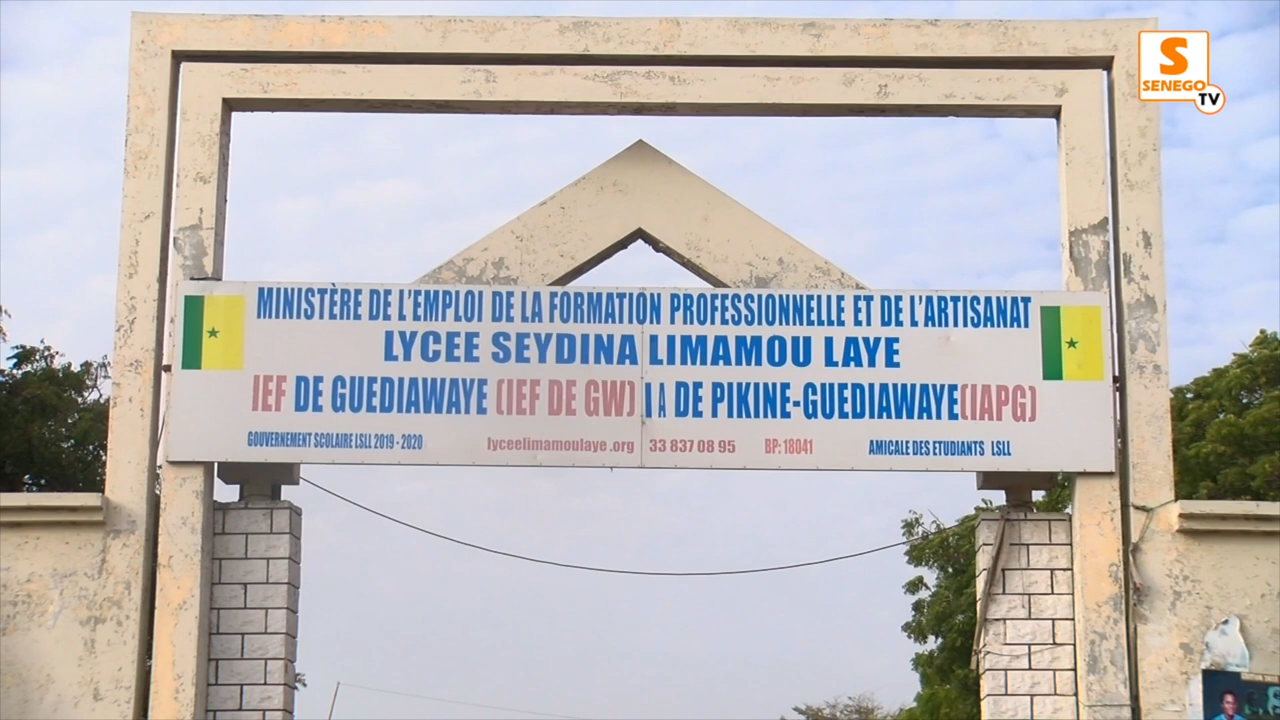 S
SENEGO
TV
MINISTÈRE DE L'EMPLOI DE LA FORMATION PROFESSIONNELLE ET DE L'ARTISANAT
LYCEE SEYDINA LIMAMOU LAYE
IEF DE GUEDIAWAYE (IEF DE GW) IA DE PIKINE-GUEDIAWAYE(IAPG)
GOUVERNEMENT SCOLAIRE LSLL 2019 - 2020 lyceelimamoulaye.org 33 837 08 95 BP: 18041 AMICALE DES ETUDIANTS LSLL